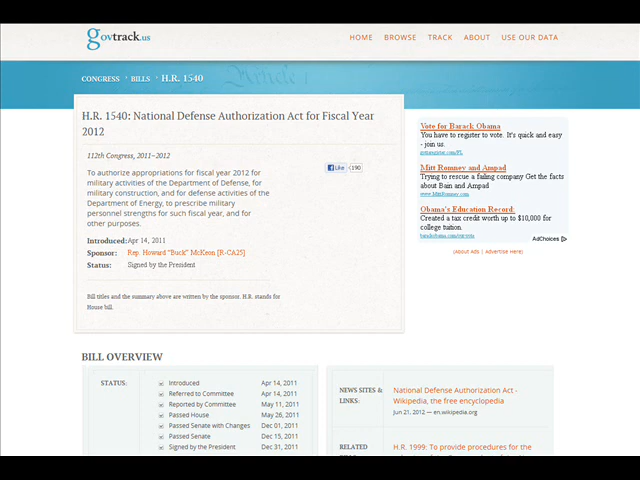 govtrack.us
HOME BROWSE TRACK ABOUT USE OUR DATA
CONGRESS BILLS H.R. 1540
H.R. 1540: National Defense Authorization Act for Fiscal Year
2012
112th Congress, 2011–2012
To authorize appropriations for fiscal year 2012 for
military activities of the Department of Defense, for
military construction, and for defense activities of the
Department of Energy, to prescribe military
personnel strengths for such fiscal year, and for
other purposes.
Like 190
Introduced: Apr 14, 2011
Sponsor: Rep. Howard "Buck" McKeon [R-CA25]
Status: Signed by the President
Bill titles and the summary above are written by the sponsor. H.R. stands for
House bill.
Vote for Barack Obama
You have to register to vote. It's quick and easy
- join us.
gottaregister.com/FL
Mitt Romney and Ampad
Trying to rescue a failing company Get the facts
about Bain and Ampad
www.MittRomney.com
Obama's Education Record:
Created a tax credit worth up to $10,000 for
college tuition.
AdChoices
(About Ads | Advertise Here)
BILL OVERVIEW
STATUS:
Introduced Apr 14, 2011
Referred to Committee Apr 14, 2011
Reported by Committee May 11, 2011
Passed House May 26, 2011
Passed Senate with Changes Dec 01, 2011
Passed Senate Dec 15, 2011
Signed by the President Dec 31, 2011
NEWS SITES &
LINKS:
National Defense Authorization Act -
Wikipedia, the free encyclopedia
Jun 21, 2012 — en.wikipedia.org
RELATED
H.R. 1999: To provide procedures for the